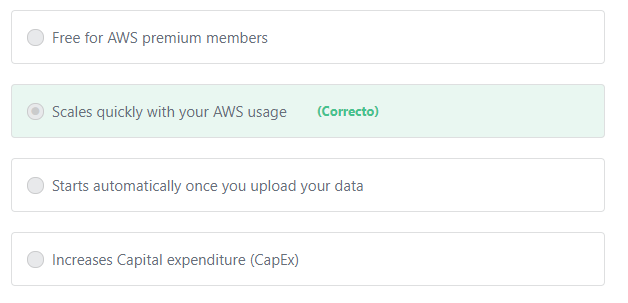 Free for AWS premium members
Scales quickly with your AWS usage (Correcto)
Starts automatically once you upload your data
Increases Capital expenditure (CapEx)